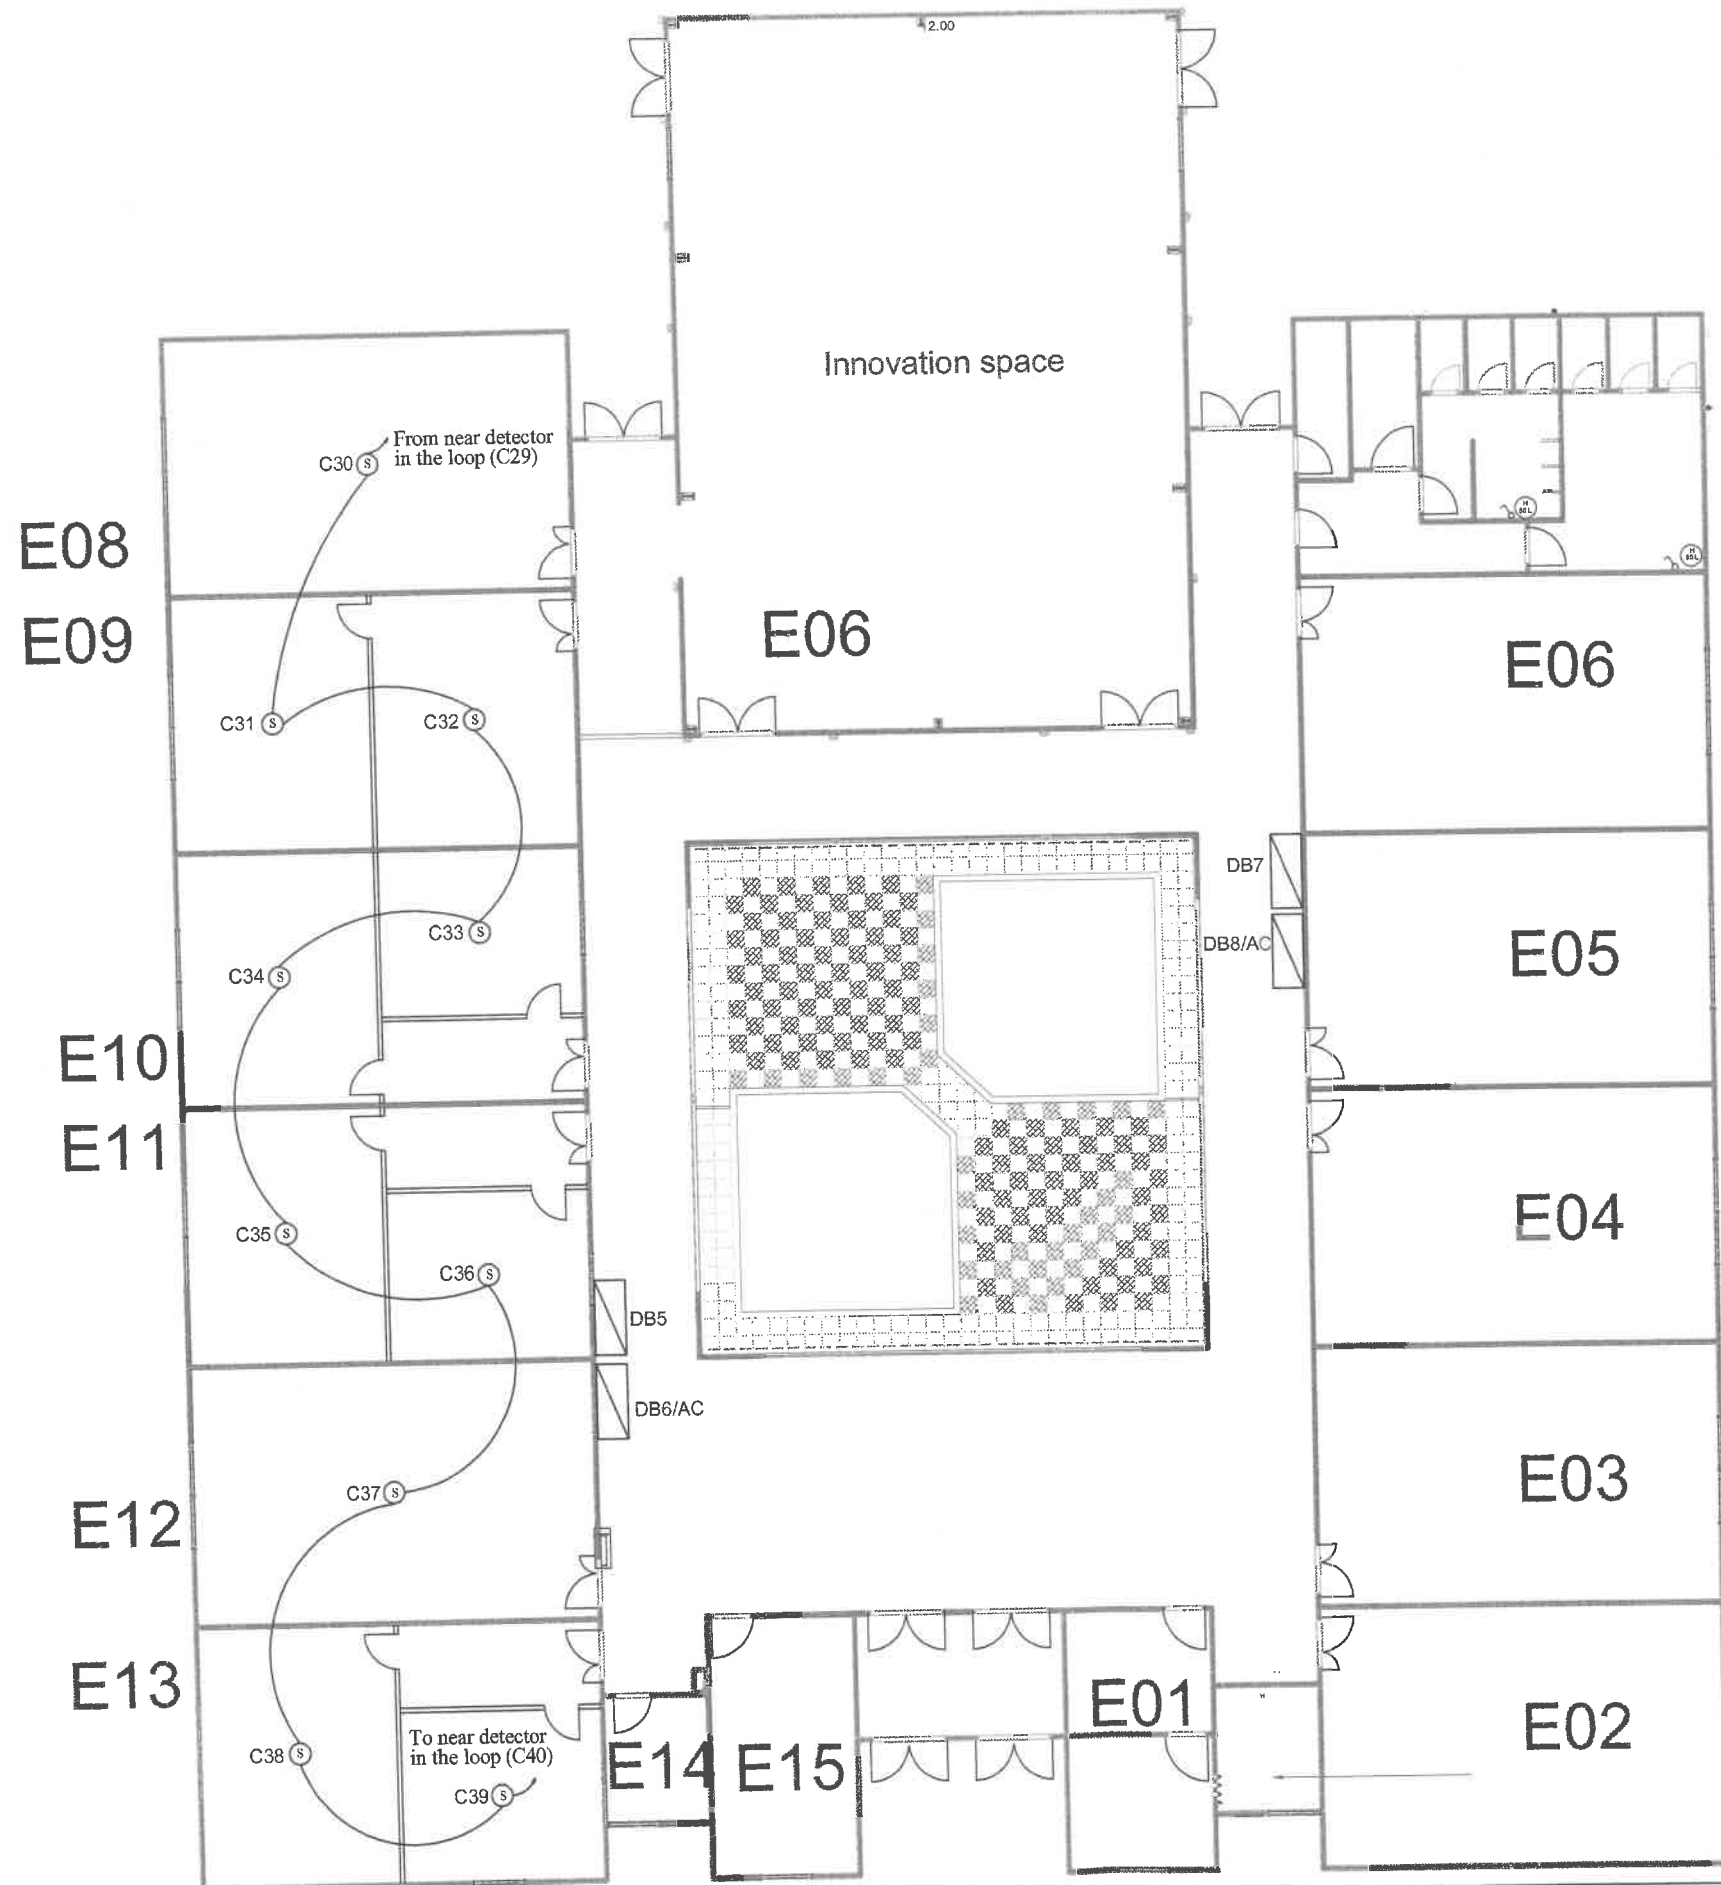 2.00
Innovation space
From near detector
in the loop (C29)
C30 S
H
50 L
H
50 L
E08
E09
E06
E06
C31 S
C32 S
DB7
C33 S
DB8/AC
E05
C34 S
E10
E11
E04
C35 S
C36 S
DB5
DB6/AC
E03
C37 S
E12
E13
E01
E02
To near detector
in the loop (C40)
C38 S
E14
E15
C39 S